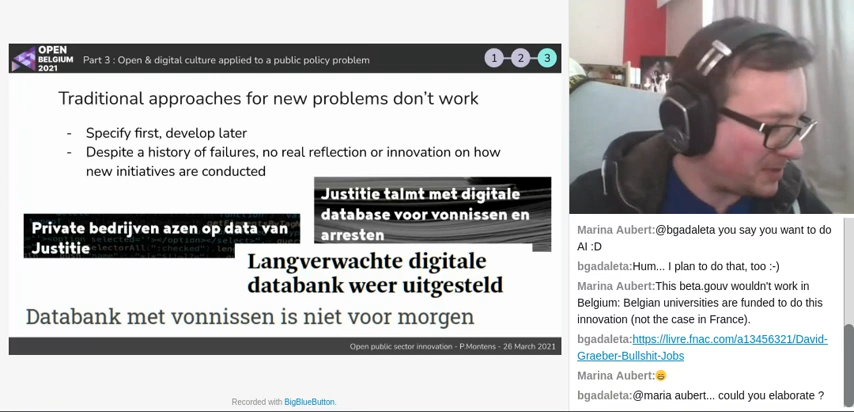 OPEN
BELGIUM
2021
Part 3 : Open & digital culture applied to a public policy problem
1 2 3
Traditional approaches for new problems don't work
- Specify first, develop later
- Despite a history of failures, no real reflection or innovation on how
new initiatives are conducted
Justitie talmt met digitale
database voor vonnissen en
arresten
Private bedrijven azen op data van
Justitie
Langverwachte digitale
databank weer uitgesteld
Databank met vonnissen is niet voor morgen
Open public sector innovation - P.Montens - 26 March 2021
Recorded with BigBlueButton.
Marina Aubert:@bgadaleta you say you want to do
AI :D
bgadaleta:Hum... I plan to do that, too :-)
Marina Aubert:This beta.gouv wouldn't work in
Belgium: Belgian universities are funded to do this
innovation (not the case in France).
bgadaleta:https://livre.fnac.com/a13456321/David-
Graeber-Bullshit-Jobs
Marina Aubert:😄
bgadaleta:@maria aubert... could you elaborate ?